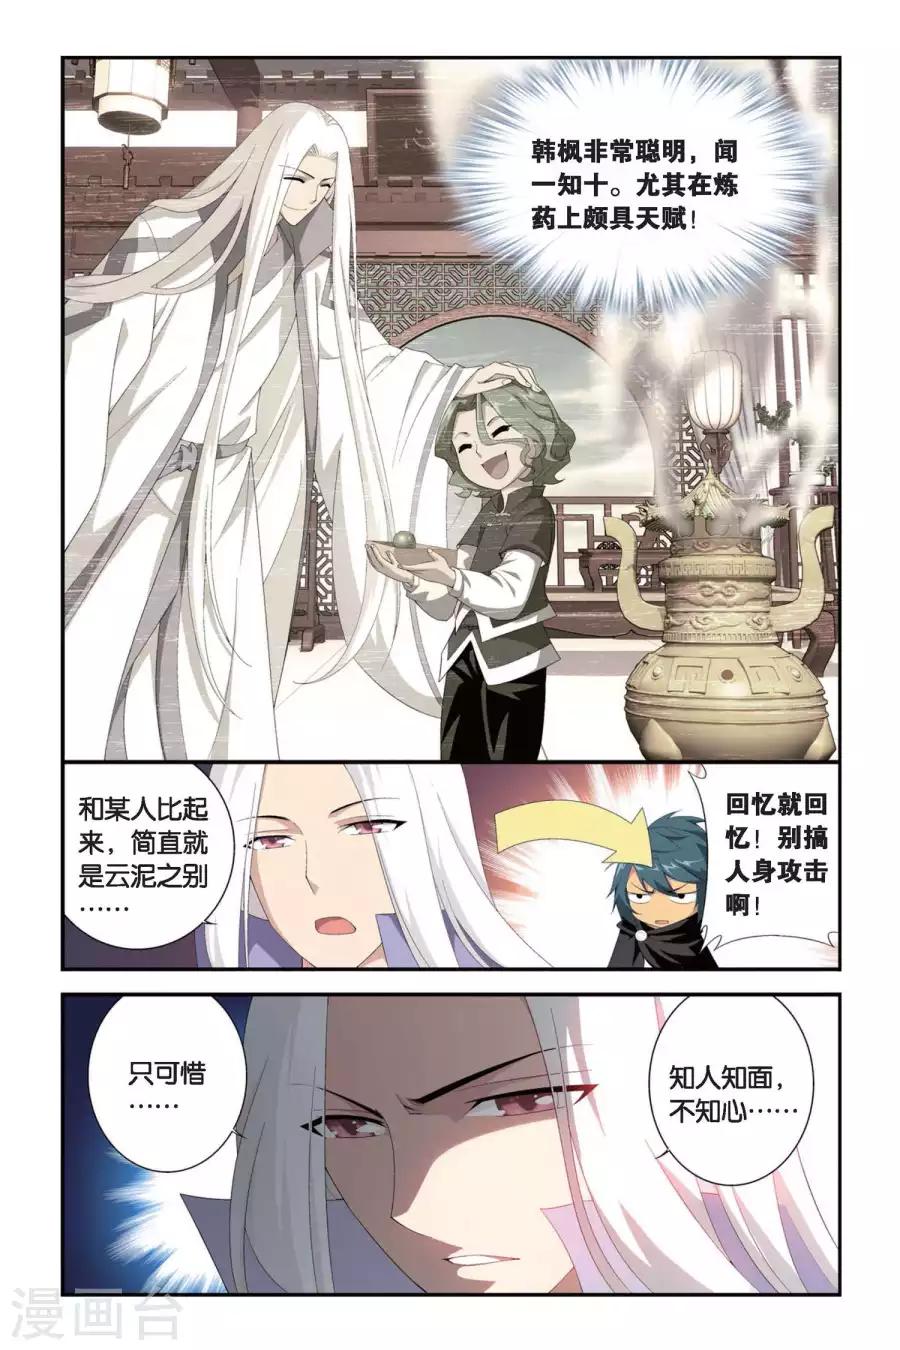 韩枫非常聪明，闻
一知十。尤其在炼
药上颇具天赋！
和某人比起
来，简直就
是云泥之别
……
回忆就回
忆！别搞
人身攻击
啊！
只可惜
……
知人知面，
不知心……
漫画台